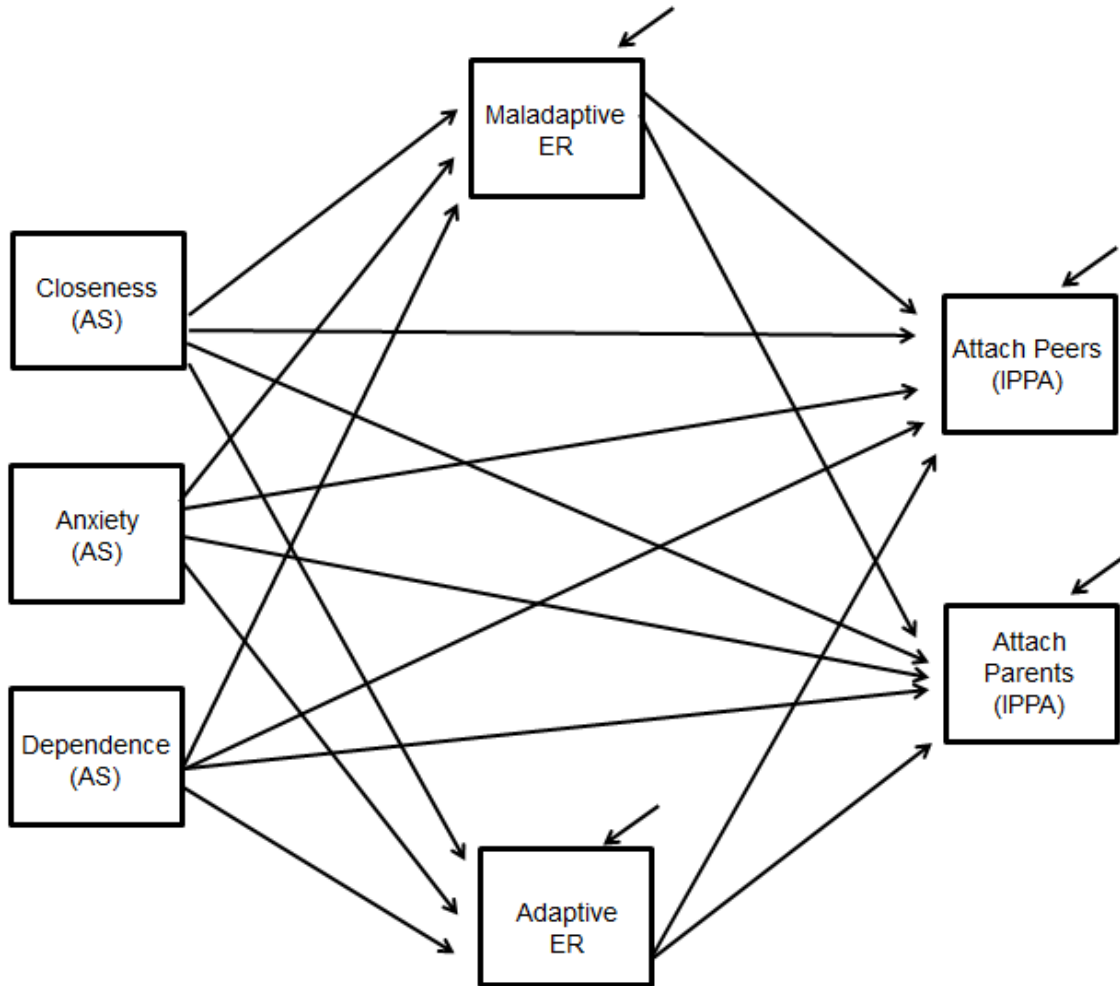 Maladaptive
ER
Closeness
(AS)
Attach Peers
(IPPA)
Anxiety
(AS)
Attach
Parents
(IPPA)
Dependence
(AS)
Adaptive
ER